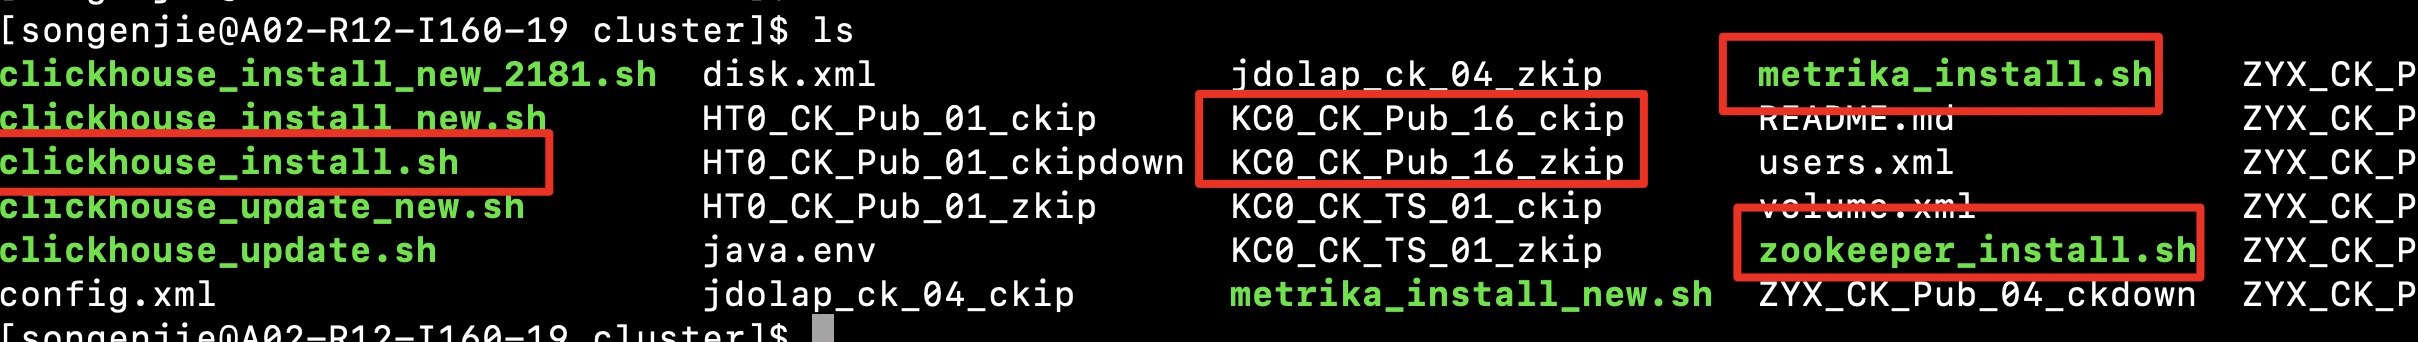 [songenjie@A02-R12-I160-19 cluster]$ ls
clickhouse_install_new_2181.sh disk.xml jdolap_ck_04_zkip metrika_install.sh ZYX_CK_P
clickhouse_install_new.sh HT0_CK_Pub_01_ckip KC0_CK_Pub_16_ckip README.md ZYX_CK_P
clickhouse_install.sh HT0_CK_Pub_01_ckipdown KC0_CK_Pub_16_zkip users.xml ZYX_CK_P
clickhouse_update_new.sh HT0_CK_Pub_01_zkip KC0_CK_TS_01_ckip volume.xml ZYX_CK_P
clickhouse_update.sh java.env KC0_CK_TS_01_zkip zookeeper_install.sh ZYX_CK_P
config.xml jdolap_ck_04_ckip metrika_install_new.sh ZYX_CK_Pub_04_ckdown ZYX_CK_P
[songenjie@A02-R12-I160-19 cluster]$